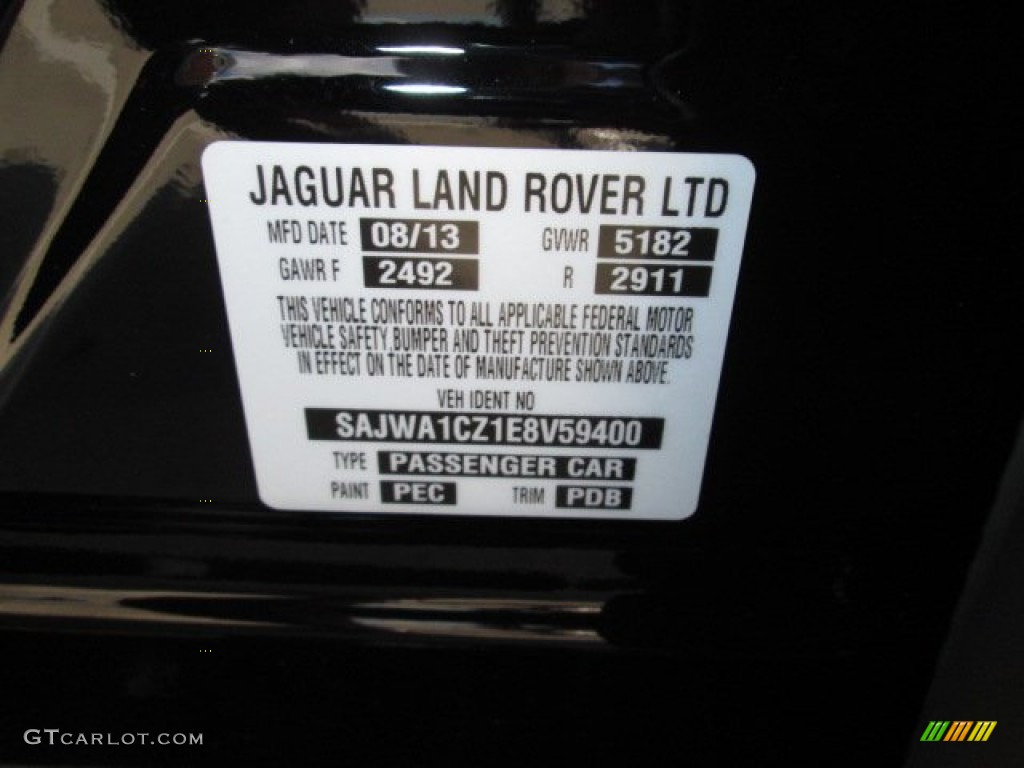 JAGUAR LAND ROVER LTD
MFD DATE 08/13 GVWR 5182
GAWR F 2492 R 2911
THIS VEHICLE CONFORMS TO ALL APPLICABLE FEDERAL MOTOR
VEHICLE SAFETY, BUMPER AND THEFT PREVENTION STANDARDS
IN EFFECT ON THE DATE OF MANUFACTURE SHOWN ABOVE.
VEH IDENT NO
SAJWA1CZ1E8V59400
TYPE PASSENGER CAR
PAINT PEC TRIM PDB
GTCARLOT.COM